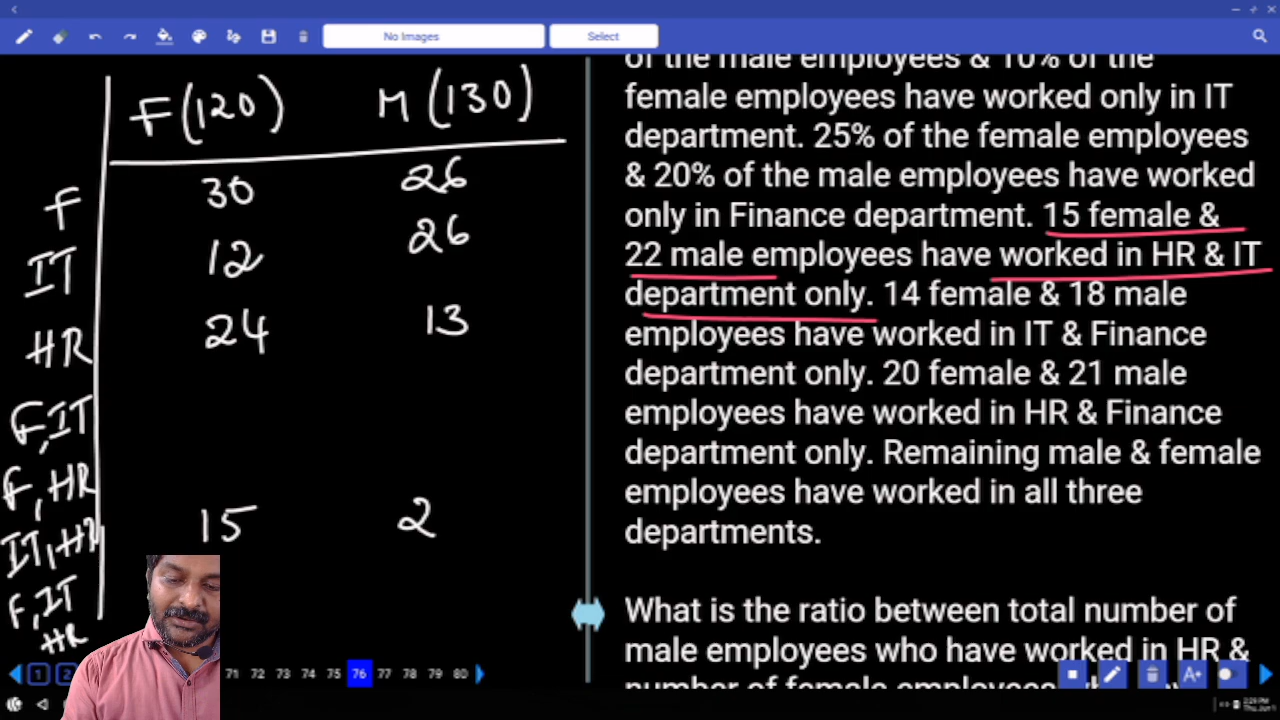 No Images
Select
F(120) M(130)
F 30 26
IT 12 26
HR 24 13
F,IT
F,HR
IT,HR 15 2
F,IT
HR
of the male employees & 10% of the
female employees have worked only in IT
department. 25% of the female employees
& 20% of the male employees have worked
only in Finance department. 15 female &
22 male employees have worked in HR & IT
department only. 14 female & 18 male
employees have worked in IT & Finance
department only. 20 female & 21 male
employees have worked in HR & Finance
department only. Remaining male & female
employees have worked in all three
departments.
What is the ratio between total number of
male employees who have worked in HR &
number of female employees
1 2 71 72 73 74 75 76 77 78 79 80
A+